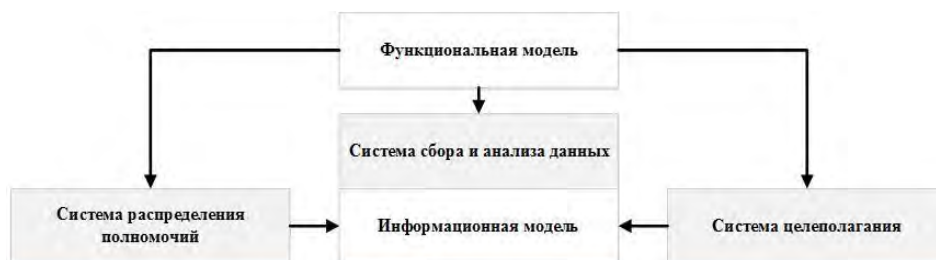 Функциональная модель
Система сбора и анализа данных
Система распределения
полномочий
Информационная модель
Система целеполагания